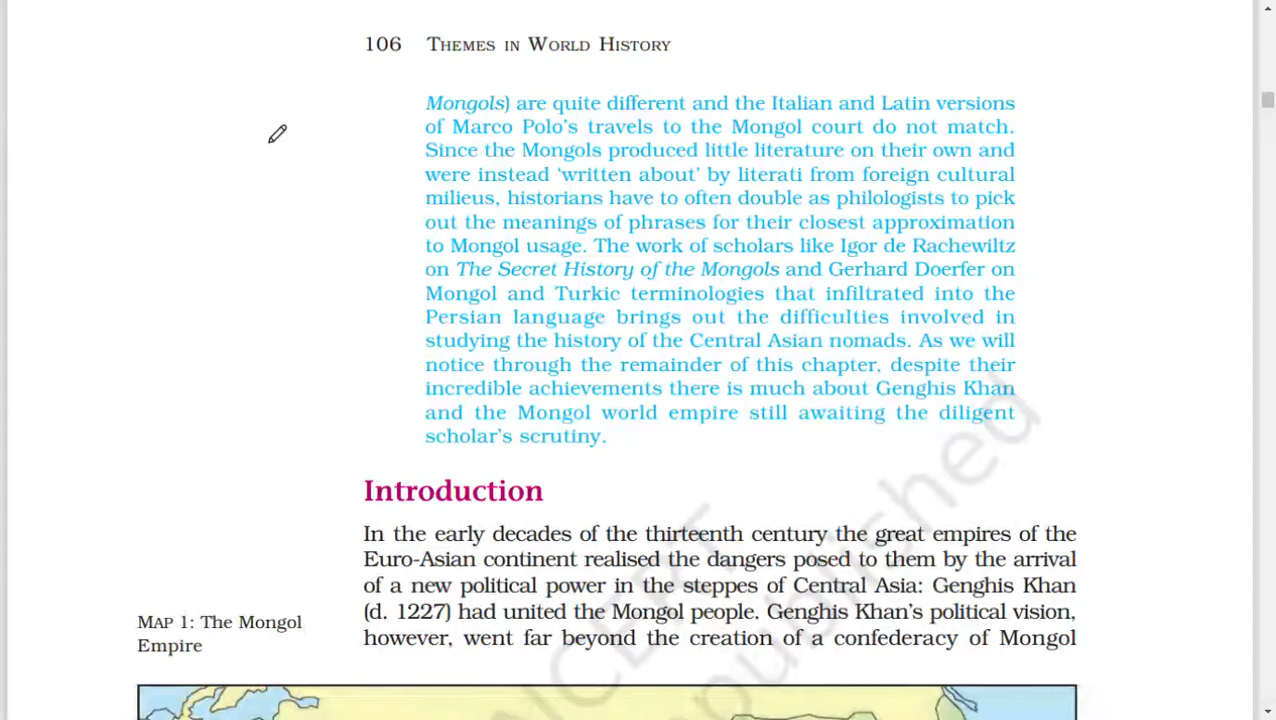 106 THEMES IN WORLD HISTORY
Mongols) are quite different and the Italian and Latin versions
of Marco Polo's travels to the Mongol court do not match.
Since the Mongols produced little literature on their own and
were instead 'written about' by literati from foreign cultural
milieus, historians have to often double as philologists to pick
out the meanings of phrases for their closest approximation
to Mongol usage. The work of scholars like Igor de Rachewiltz
on The Secret History of the Mongols and Gerhard Doerfer on
Mongol and Turkic terminologies that infiltrated into the
Persian language brings out the difficulties involved in
studying the history of the Central Asian nomads. As we will
notice through the remainder of this chapter, despite their
incredible achievements there is much about Genghis Khan
and the Mongol world empire still awaiting the diligent
scholar's scrutiny.
Introduction
In the early decades of the thirteenth century the great empires of the
Euro-Asian continent realised the dangers posed to them by the arrival
of a new political power in the steppes of Central Asia: Genghis Khan
(d. 1227) had united the Mongol people. Genghis Khan's political vision,
however, went far beyond the creation of a confederacy of Mongol
MAP 1: The Mongol
Empire
NCERT
published